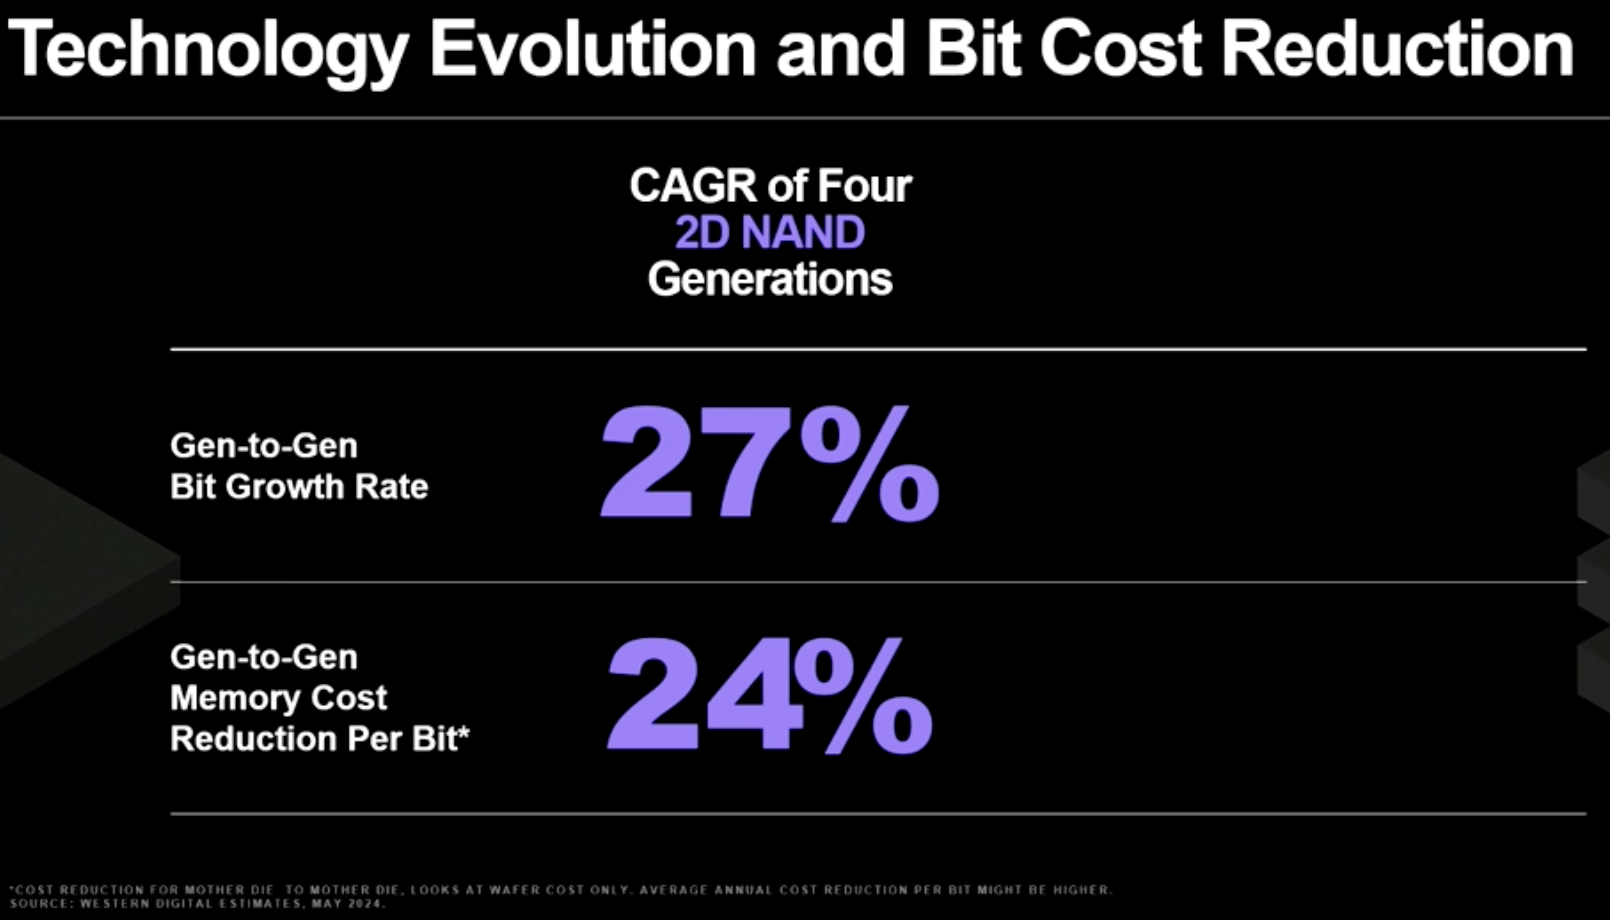 Technology Evolution and Bit Cost Reduction
CAGR of Four
2D NAND
Generations
Gen-to-Gen
Bit Growth Rate
27%
Gen-to-Gen
Memory Cost
Reduction Per Bit*
24%
*COST REDUCTION FOR MOTHER DIE TO MOTHER DIE, LOOKS AT WAFER COST ONLY. AVERAGE ANNUAL COST REDUCTION PER BIT MIGHT BE HIGHER.
SOURCE: WESTERN DIGITAL ESTIMATES, MAY 2024.